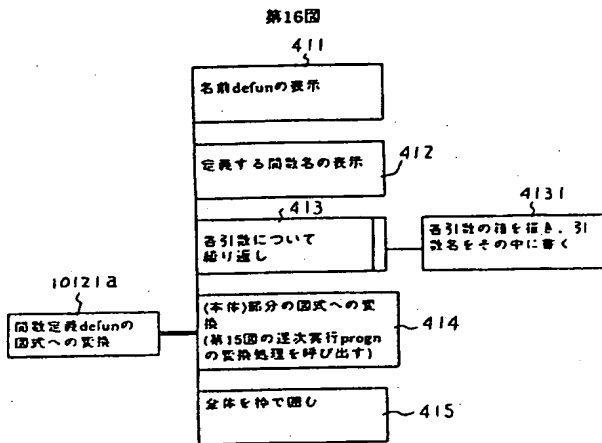 第16図
411
名前defunの表示
412
定義する関数名の表示
413
各引数について
繰り返し
4131
各引数の箱を描き、引
数名をその中に書く
10121a
関数定義defunの
図式への変換
(本体)部分の図式への変
換
(第15図の逐次実行progn
の変換処理を呼び出す)
414
全体を枠で囲む
415